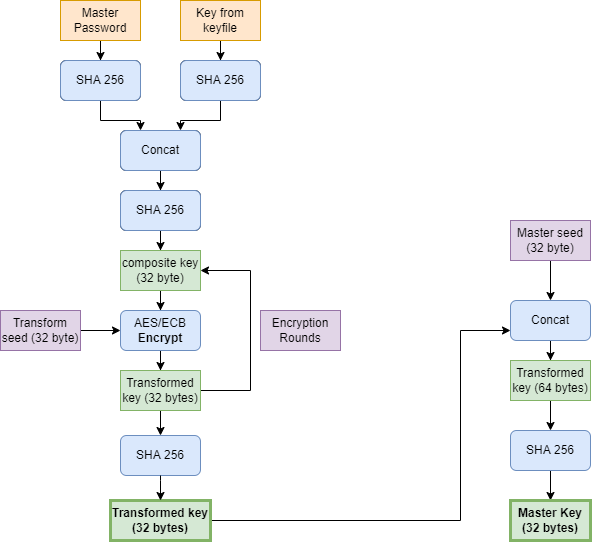 Master
Password
Key from
keyfile
SHA 256
SHA 256
Concat
SHA 256
composite key
(32 byte)
Transform
seed (32 byte)
AES/ECB
Encrypt
Encryption
Rounds
Transformed
key (32 bytes)
SHA 256
Transformed key
(32 bytes)
Master seed
(32 byte)
Concat
Transformed
key (64 bytes)
SHA 256
Master Key
(32 bytes)